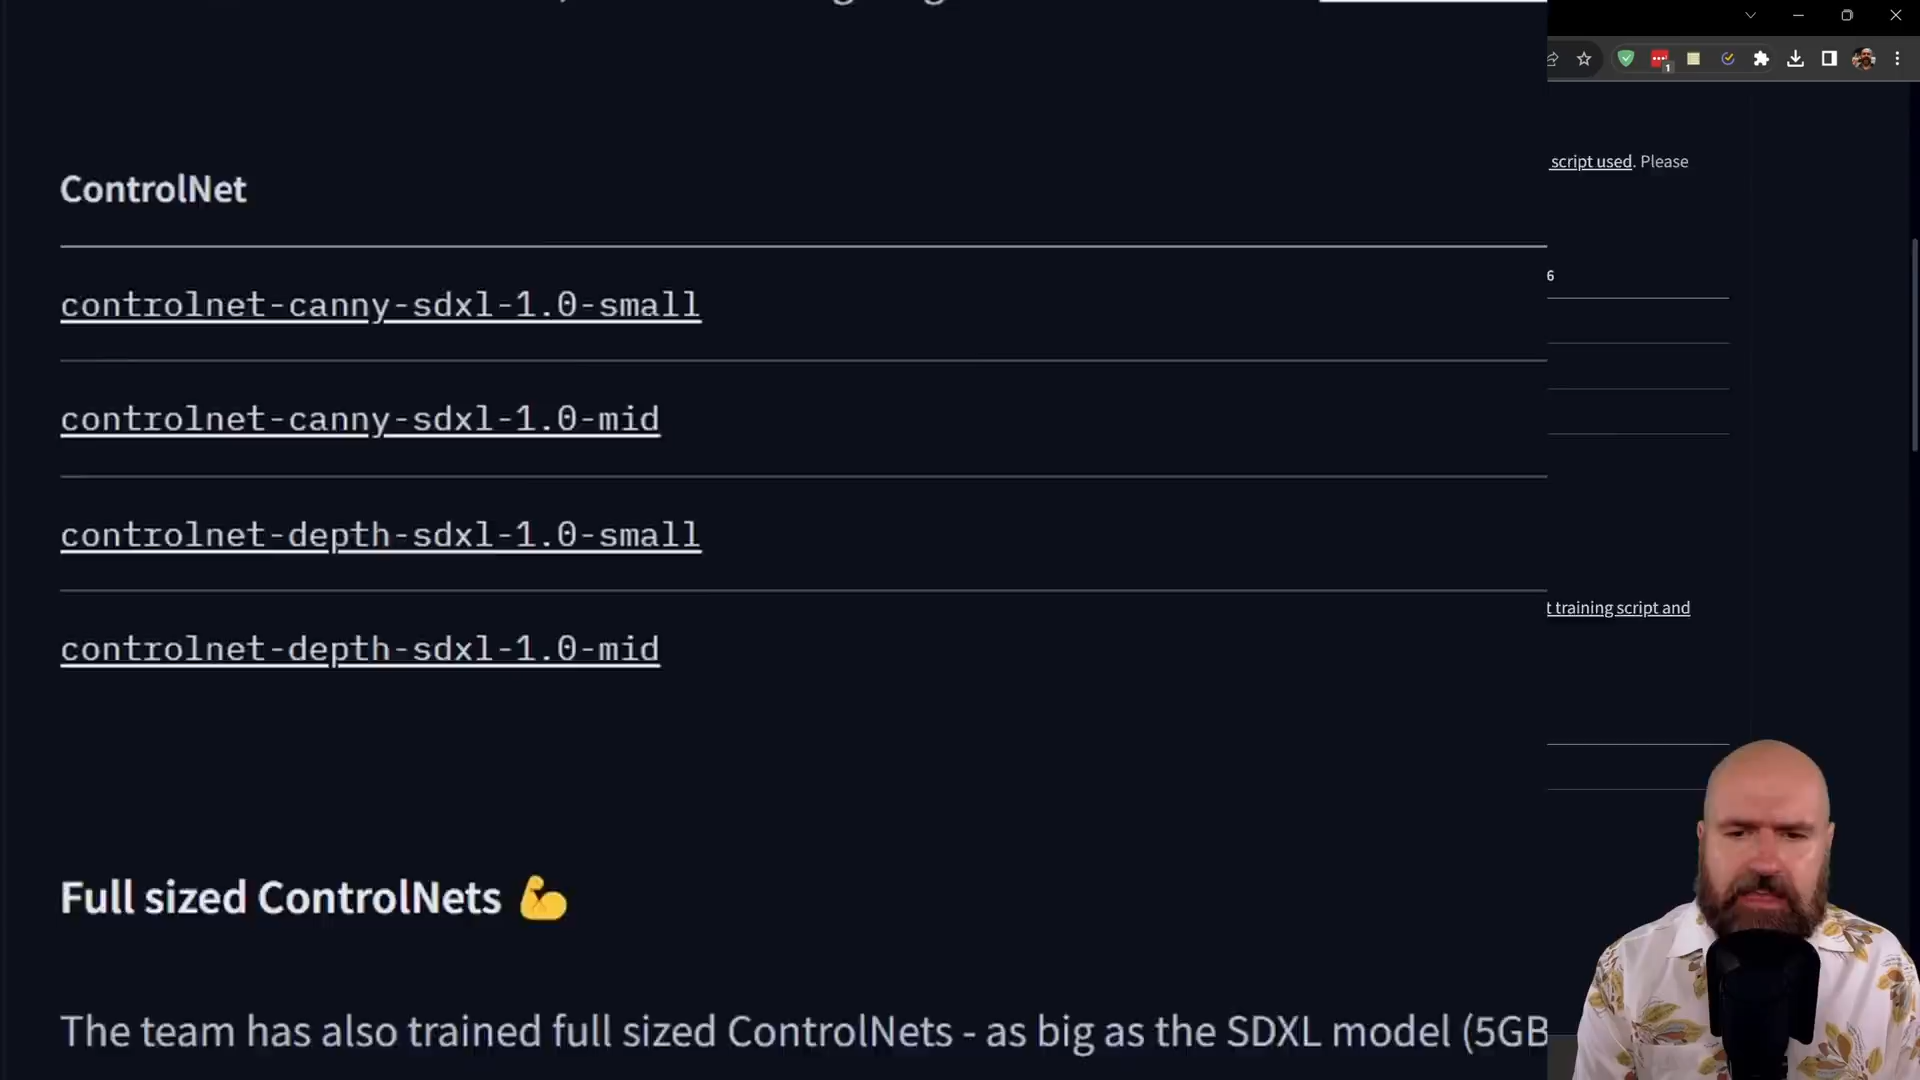 ControlNet
controlnet-canny-sdxl-1.0-small
controlnet-canny-sdxl-1.0-mid
controlnet-depth-sdxl-1.0-small
controlnet-depth-sdxl-1.0-mid
Full sized ControlNets 💪
The team has also trained full sized ControlNets - as big as the SDXL model (5GB
1
script used. Please
6
t training script and